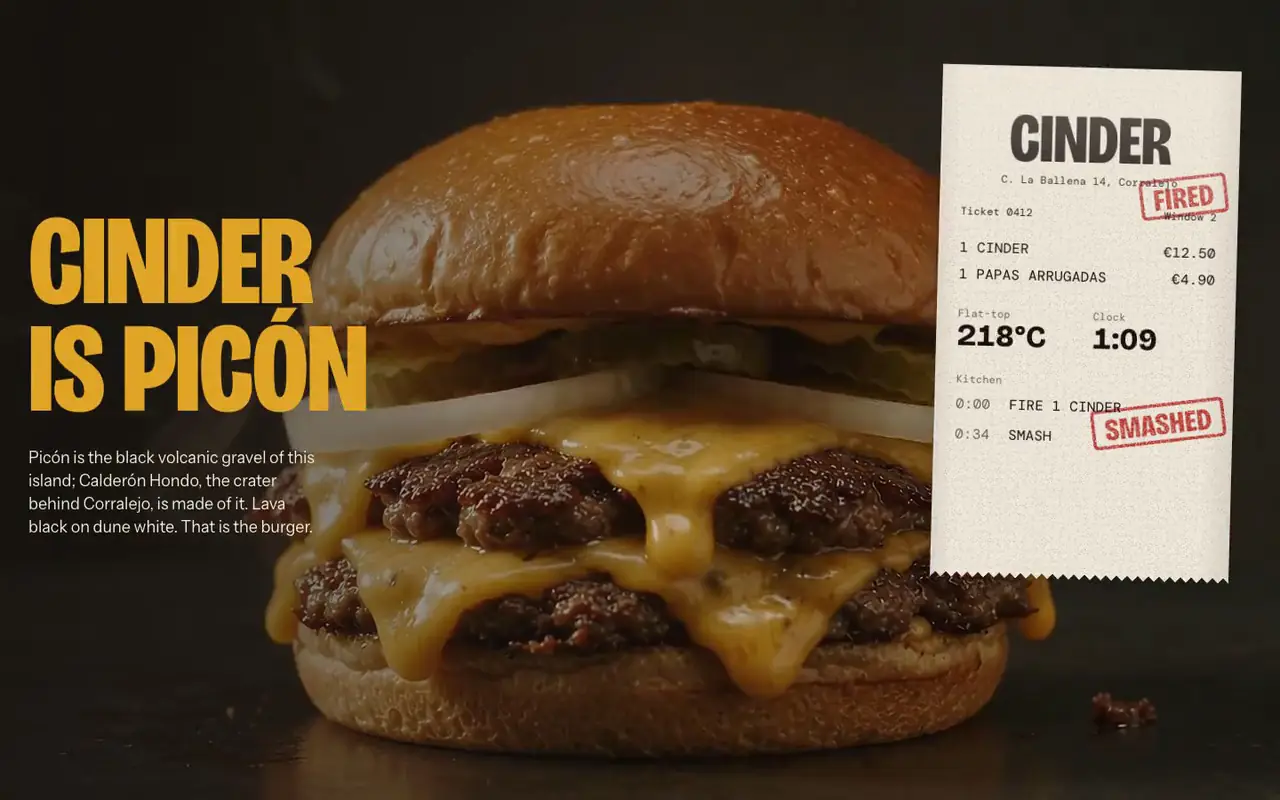 CINDER
IS PICÓN
Picón is the black volcanic gravel of this
island; Calderón Hondo, the crater
behind Corralejo, is made of it. Lava
black on dune white. That is the burger.
CINDER
C. La Ballena 14, Corralejo
FIRED
Ticket 0412
Window 2
1 CINDER €12.50
1 PAPAS ARRUGADAS €4.90
Flat-top Clock
218°C 1:09
Kitchen
0:00 FIRE 1 CINDER
0:34 SMASH
SMASHED